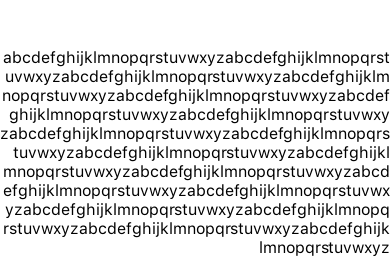 abcdefghijklmnopqrstuvwxyzabcdefghijklmnopqrst
uvwxyzabcdefghijklmnopqrstuvwxyzabcdefghijklm
nopqrstuvwxyzabcdefghijklmnopqrstuvwxyzabcdef
ghijklmnopqrstuvwxyzabcdefghijklmnopqrstuvwxy
zabcdefghijklmnopqrstuvwxyzabcdefghijklmnopqrs
tuvwxyzabcdefghijklmnopqrstuvwxyzabcdefghijkl
mnopqrstuvwxyzabcdefghijklmnopqrstuvwxyzabcd
efghijklmnopqrstuvwxyzabcdefghijklmnopqrstuvwx
yzabcdefghijklmnopqrstuvwxyzabcdefghijklmnopq
rstuvwxyzabcdefghijklmnopqrstuvwxyzabcdefghijk
lmnopqrstuvwxyz